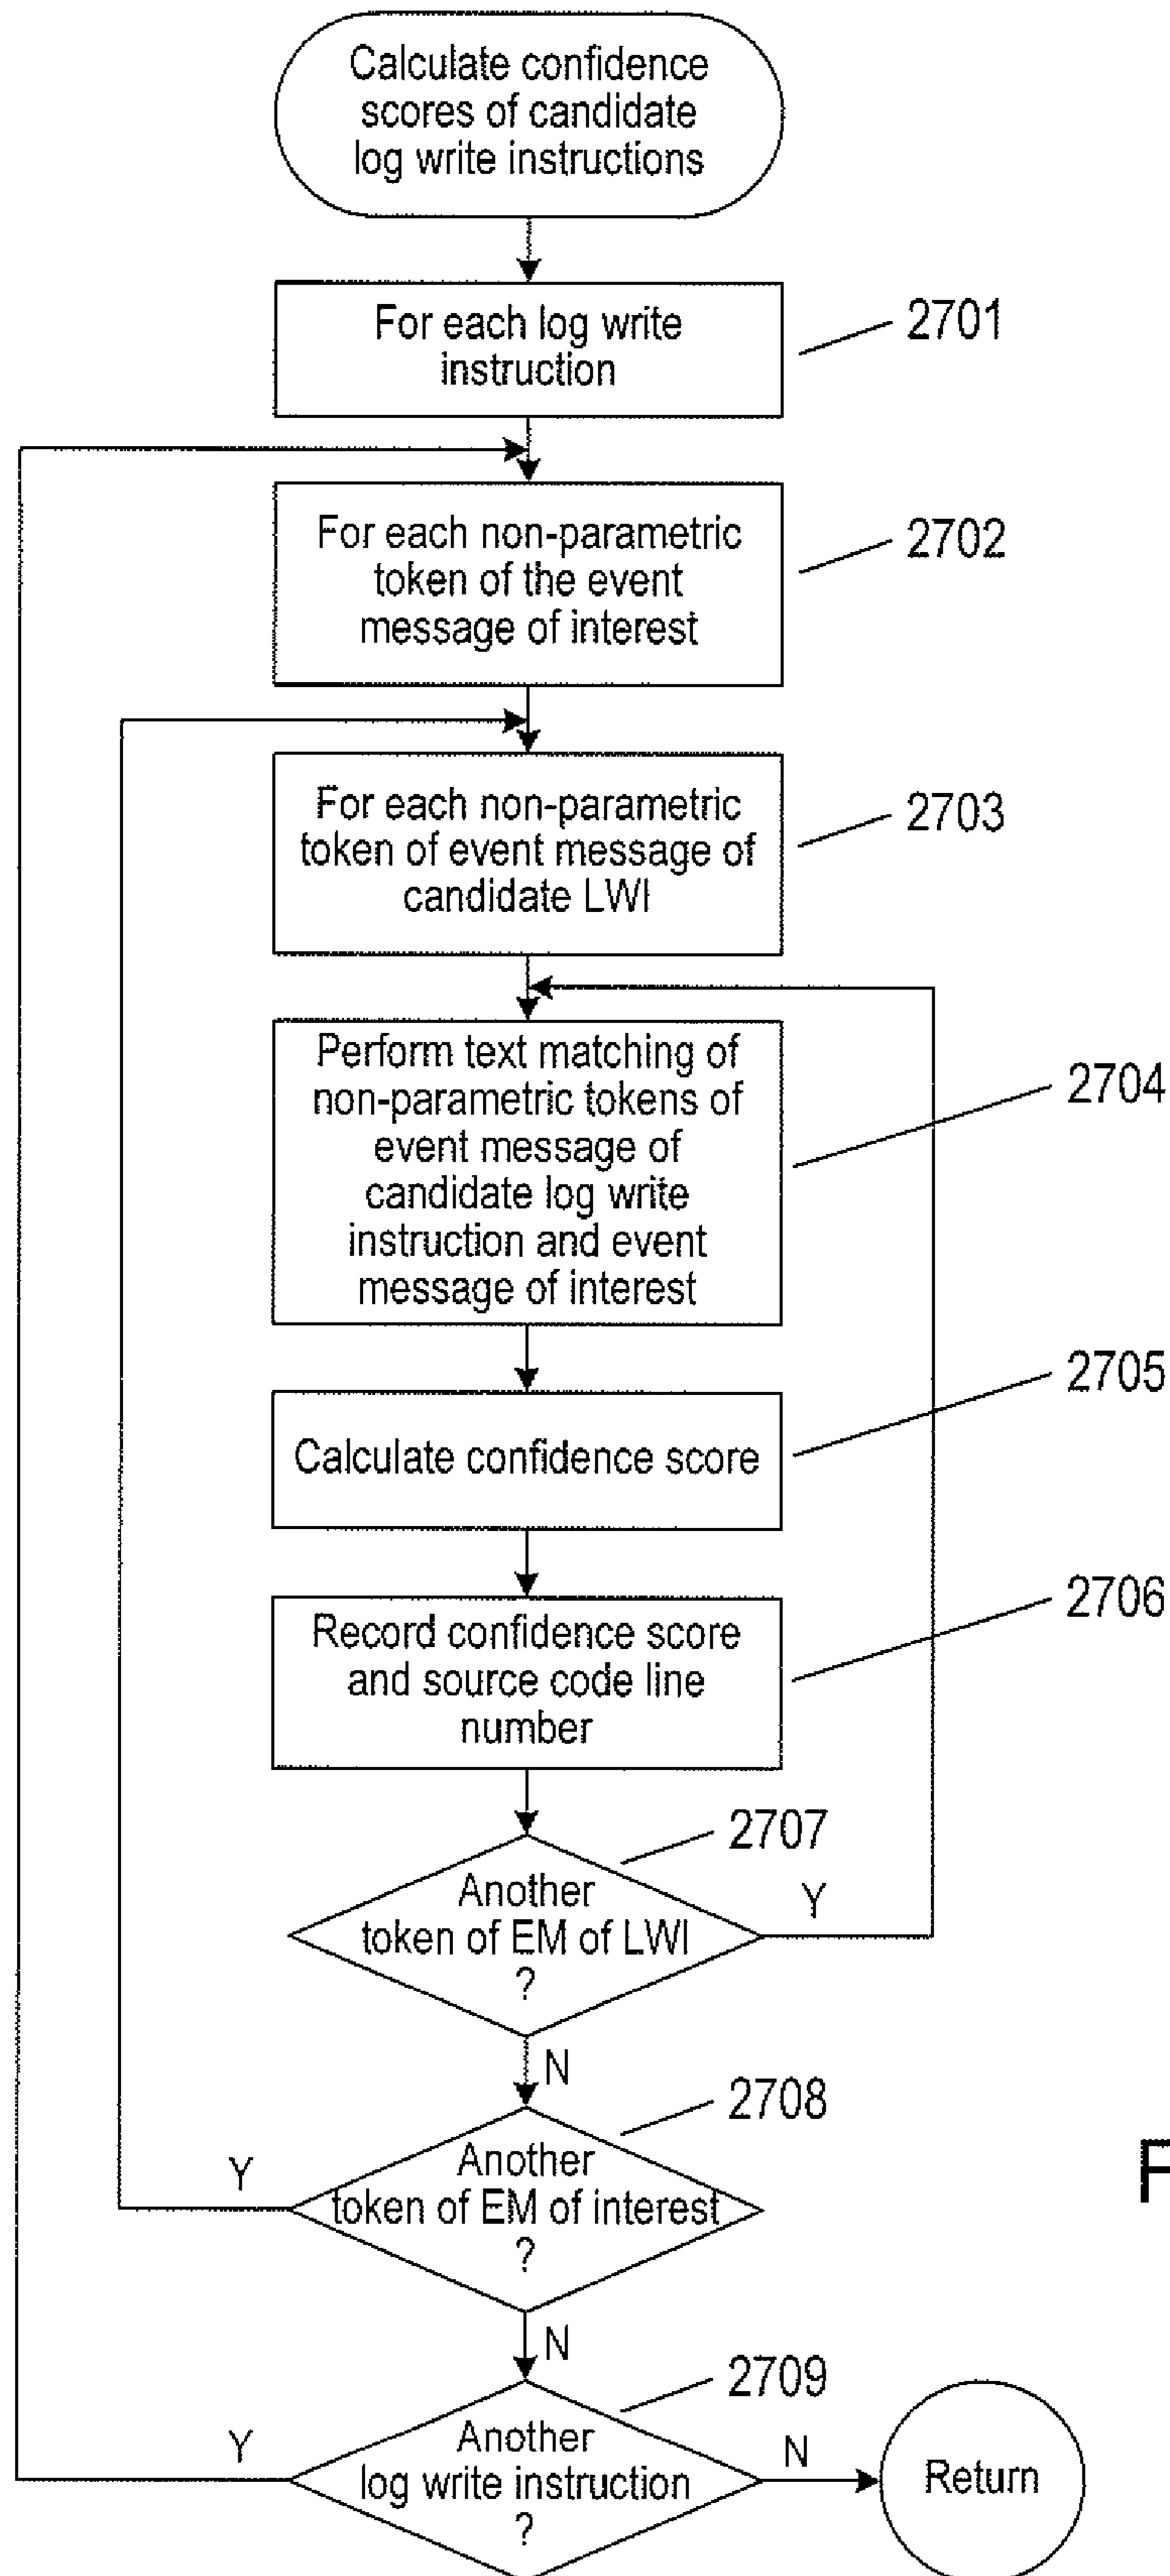 Calculate confidence
scores of candidate
log write instructions
For each log write
instruction
2701
For each non-parametric
token of the event
message of interest
2702
For each non-parametric
token of event message of
candidate LWI
2703
Perform text matching of
non-parametric tokens of
event message of
candidate log write
instruction and event
message of interest
2704
Calculate confidence score
2705
Record confidence score
and source code line
number
2706
2707
Another
token of EM of LWI
?
Y
N
2708
Another
token of EM of interest
?
Y
N
2709
Another
log write instruction
?
Y
N
Return
F